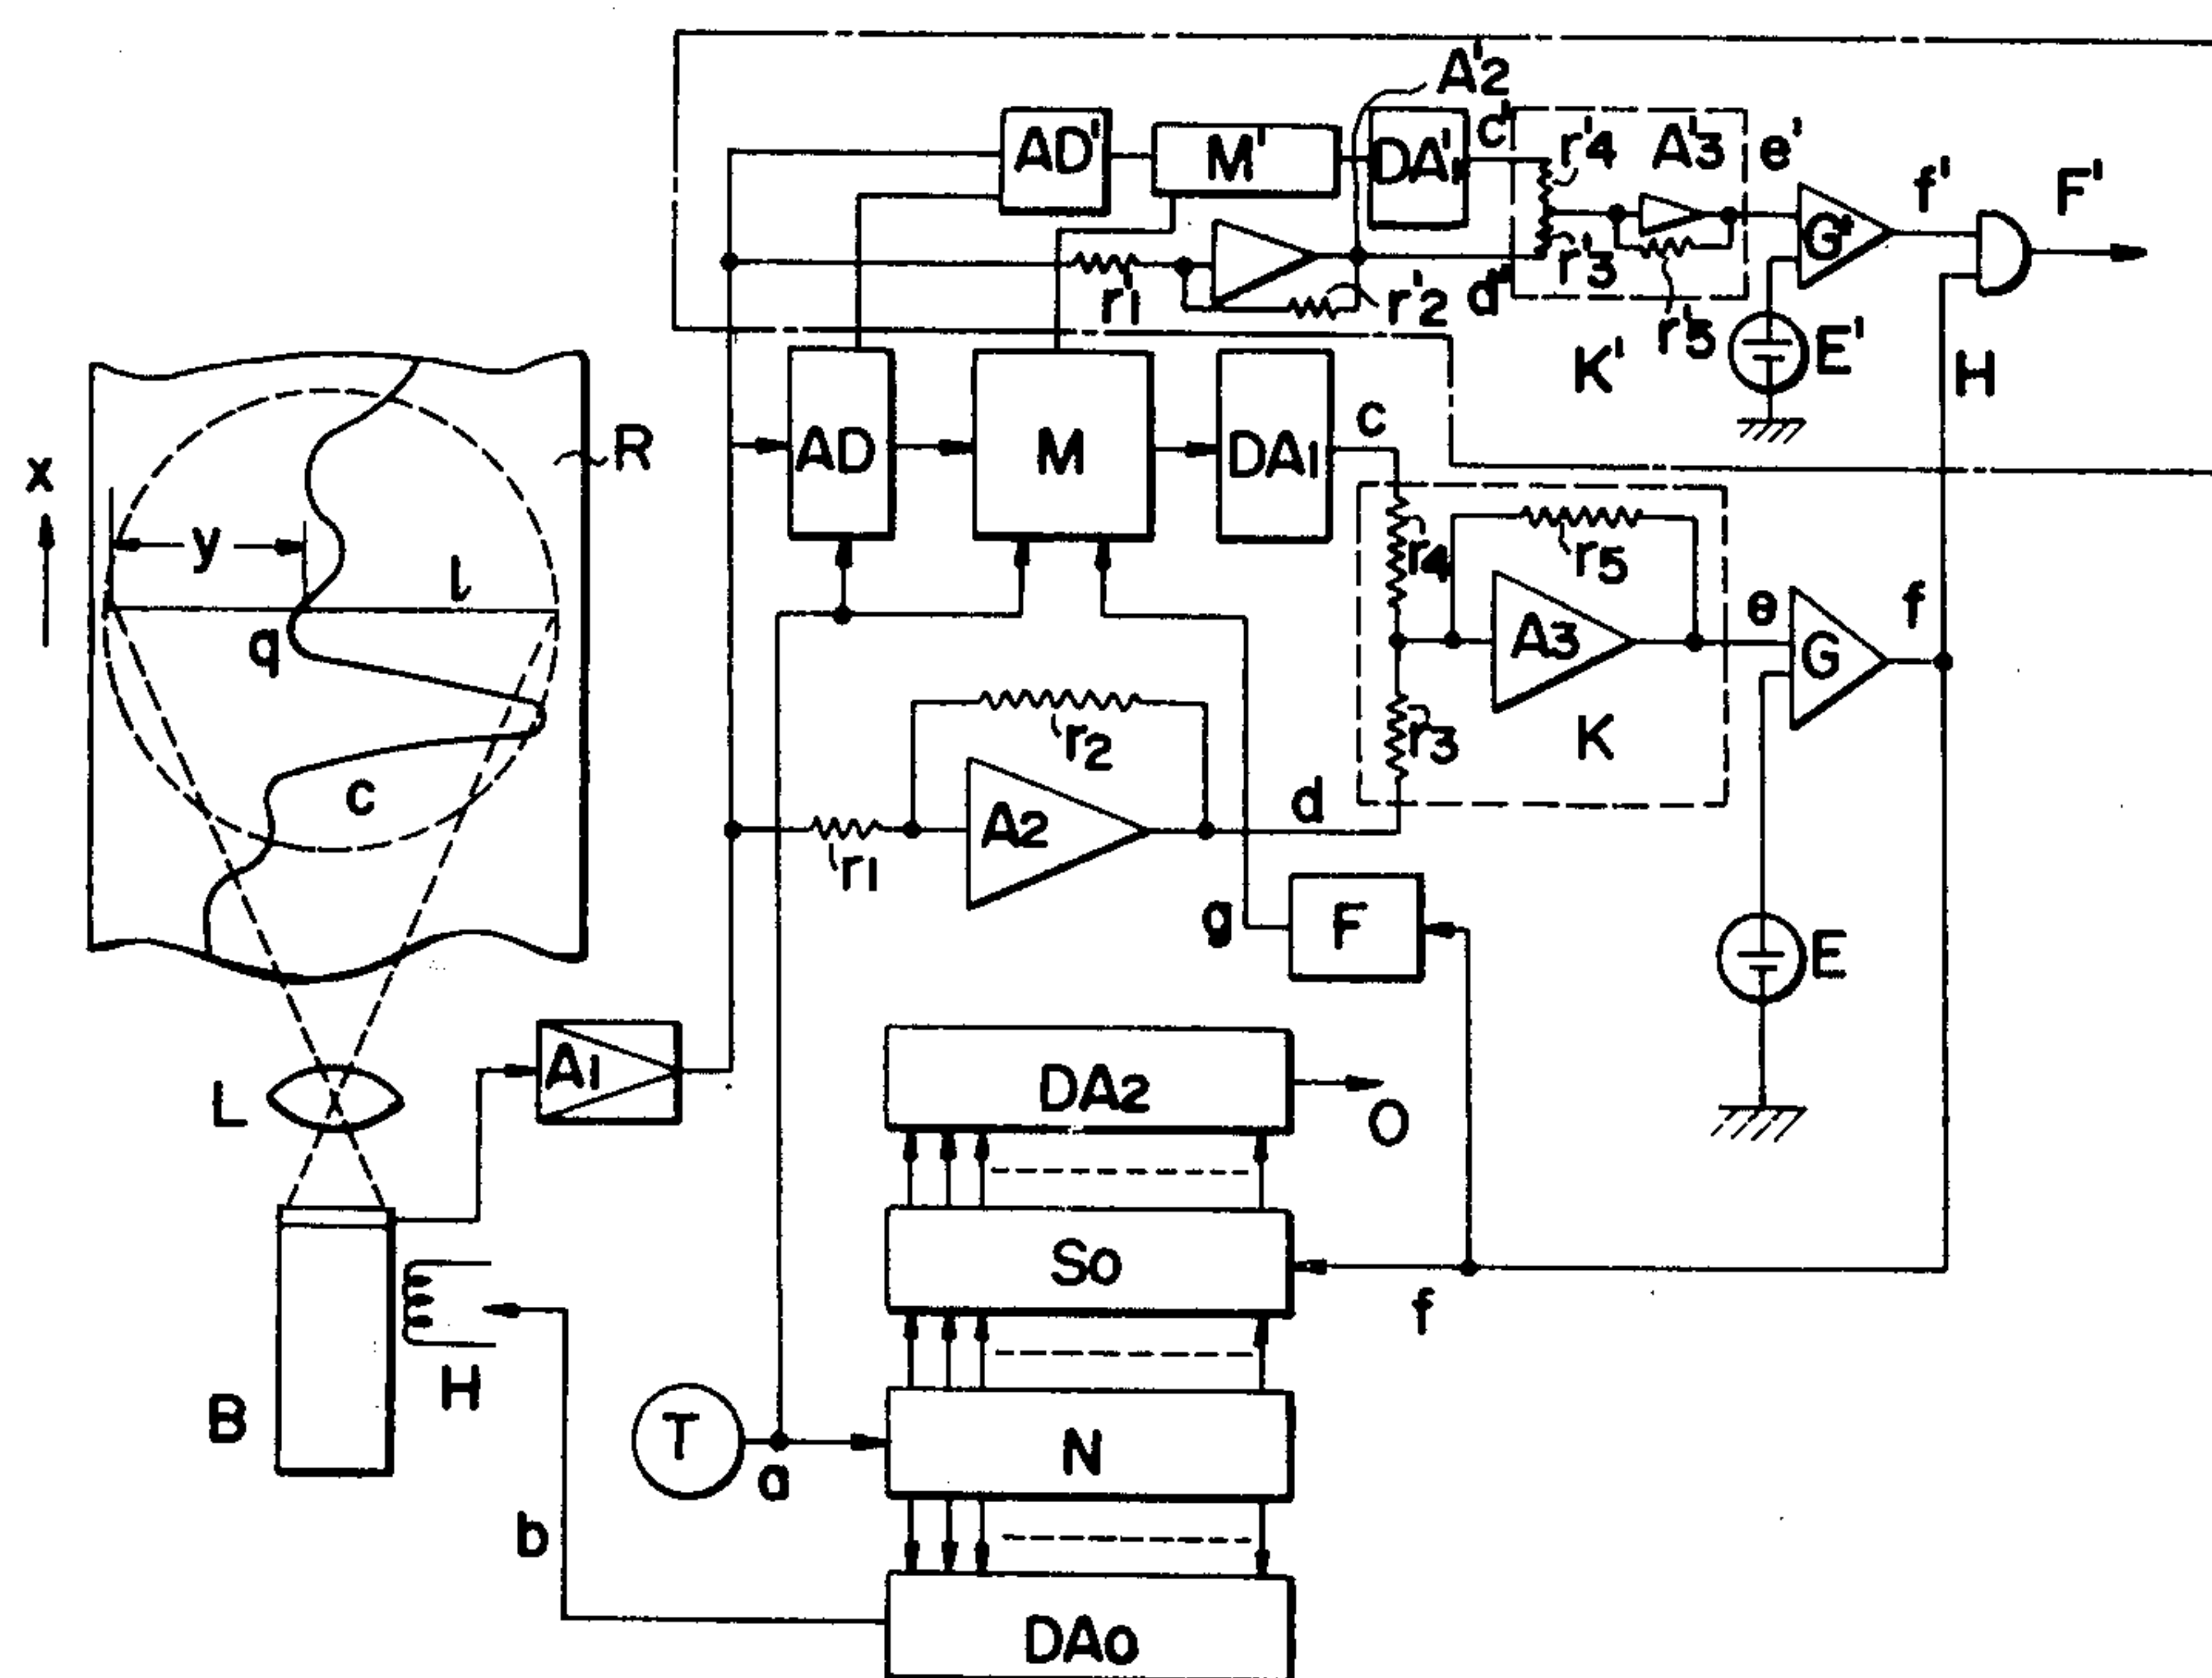 A'2
AD'
M'
DA'1
c'
r'4
A'3
e'
f'
F'
G'
r'1
r'2
d'
r'3
r'5
K'
E'
H
R
x
y
l
q
c
AD
M
DA1
c
r4
r5
A3
e
f
G
K
r3
r2
A2
d
r1
g
F
E
L
A1
DA2
O
So
f
B
H
T
a
N
b
DAo